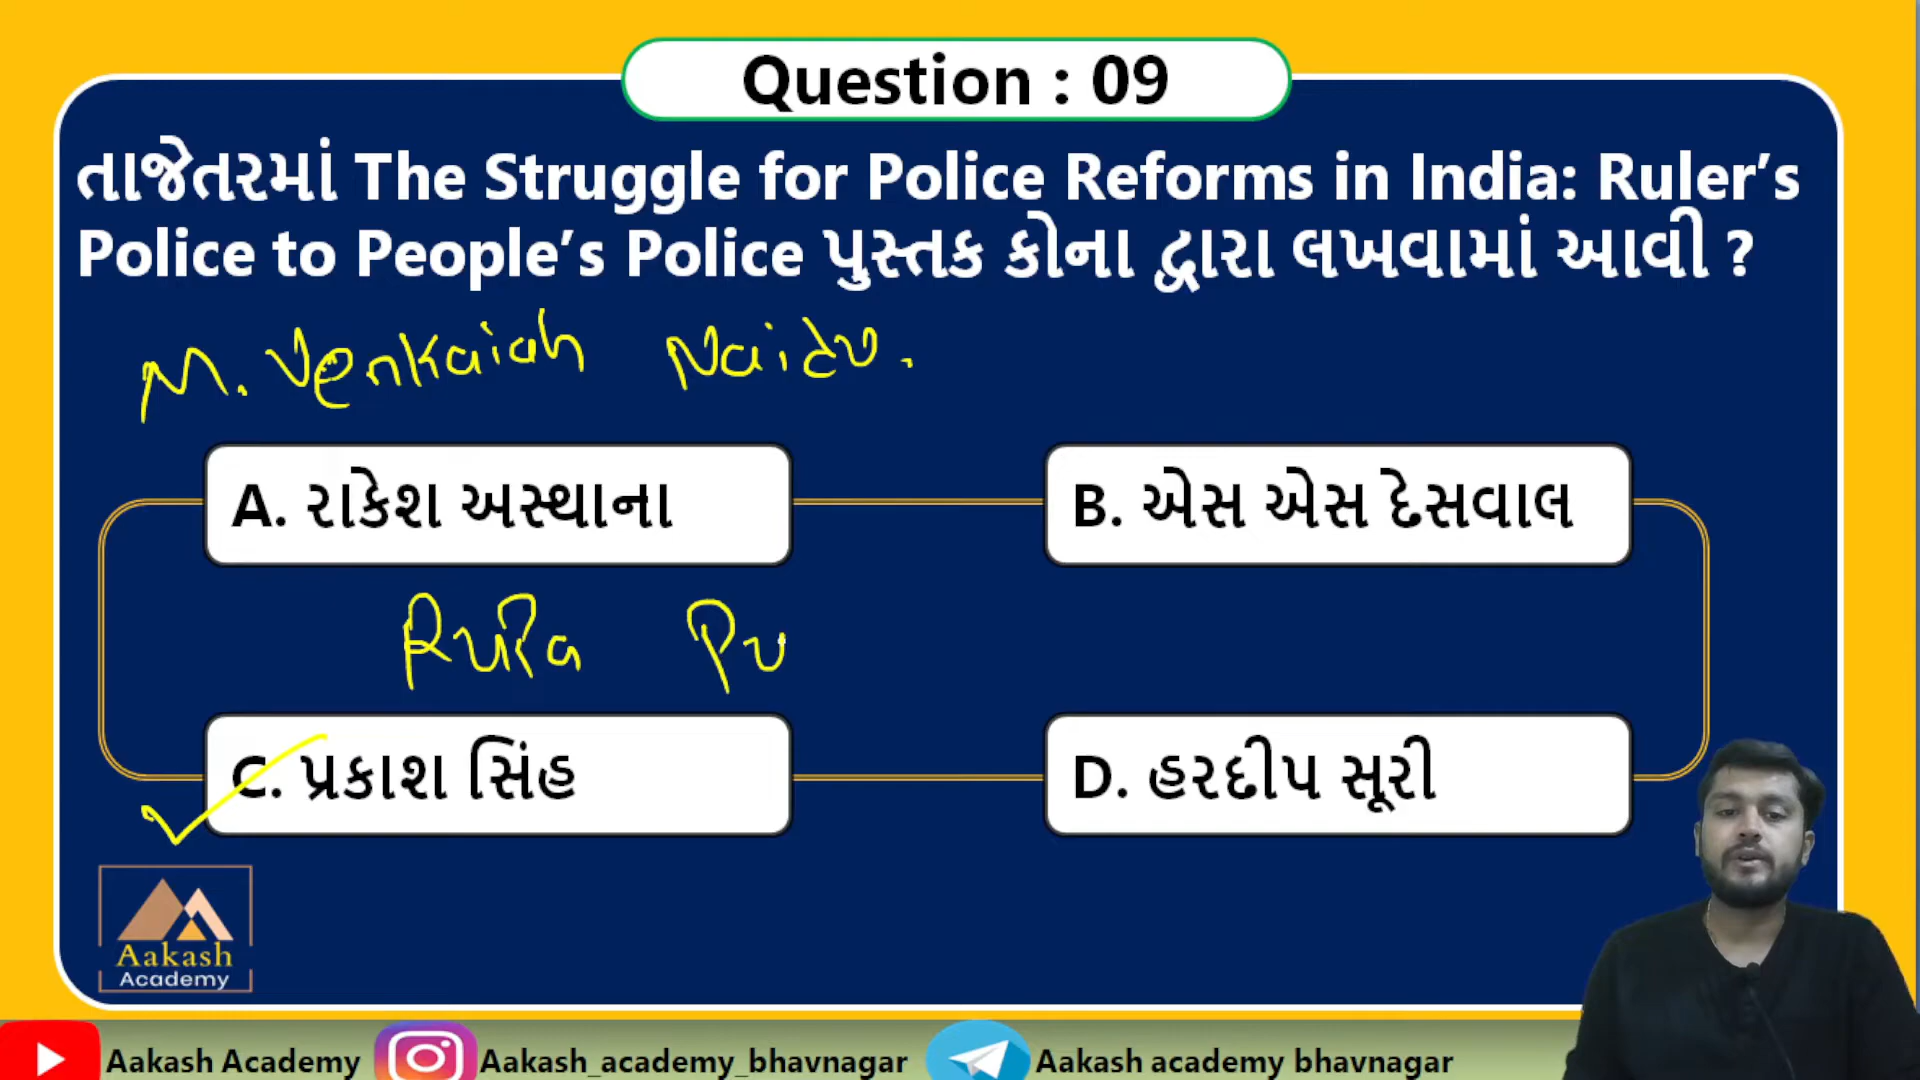 Question : 09
તાજેતરમાં The Struggle for Police Reforms in India: Ruler’s
Police to People’s Police પુસ્તક કોના દ્વારા લખવામાં આવી ?
M. Venkaiah Naidu.
A. રાકેશ અસ્થાના
B. એસ એસ દેસવાલ
Rupa Pu
C. પ્રકાશ સિંહ
D. હરદીપ સૂરી
Aakash
Academy
Aakash Academy
Aakash_academy_bhavnagar
Aakash academy bhavnagar